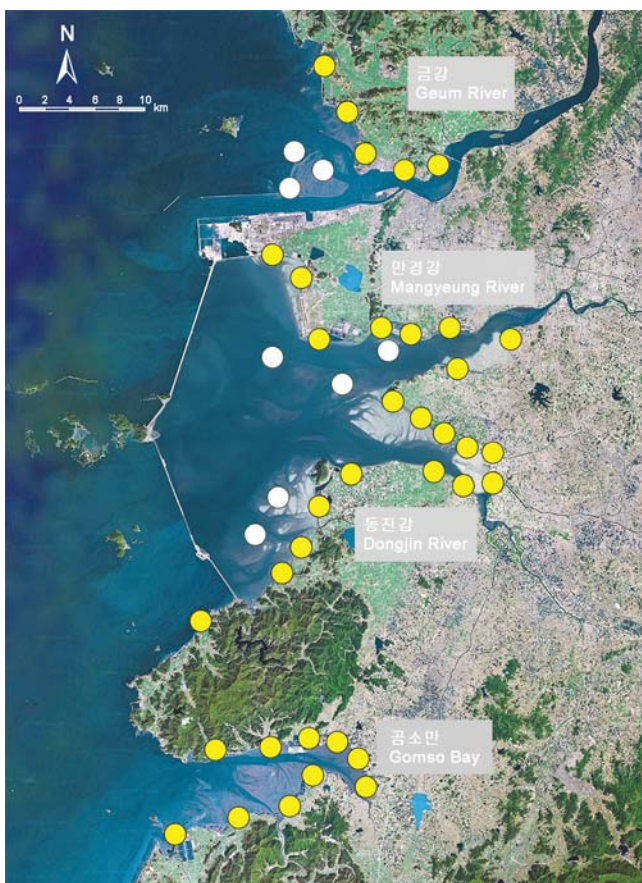 N
0 2 4 6 8 10
km
금강
Geum River
만경강
Mangyeung River
동진강
Dongjin River
곰소만
Gomso Bay